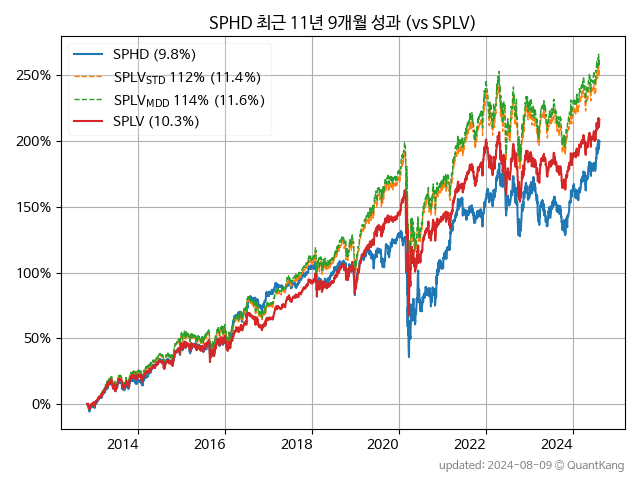 SPHD 최근 11년 9개월 성과 (vs SPLV)
SPHD (9.8%)
SPLV_STD 112% (11.4%)
SPLV_MDD 114% (11.6%)
SPLV (10.3%)
250%
200%
150%
100%
50%
0%
2014 2016 2018 2020 2022 2024
updated: 2024-08-09 © QuantKang